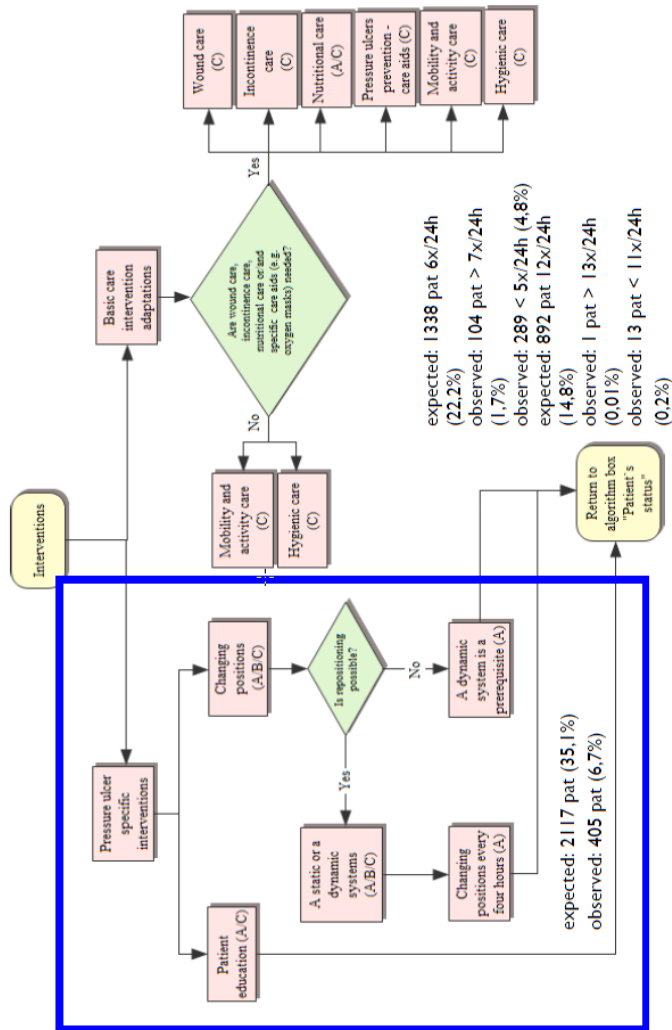 Interventions
Pressure ulcer
specific
interventions
Basic care
intervention
adaptations
Patient
education (A/C)
Changing
positions
(A/B/C)
Is repositioning
possible?
Yes
No
A static or a
dynamic
systems
(A/B/C)
Changing
positions every
four hours (A)
A dynamic
system is a
prerequisite (A)
expected: 2117 pat (35,1%)
observed: 405 pat (6,7%)
Return to
algorithm box
"Patient`s
status"
Are wound care,
incontinence care,
nutritional care or/and
specific care aids (e.g.
oxygen masks) needed?
No
Yes
Mobility and
activity care
(C)
Hygienic care
(C)
Wound care
(C)
Incontinence
care
(C)
Nutritional care
(A/C)
Pressure ulcers
prevention -
care aids (C)
Mobility and
activity care
(C)
Hygienic care
(C)
expected: 1338 pat 6x/24h
(22,2%)
observed: 104 pat > 7x/24h
(1,7%)
observed: 289 < 5x/24h (4,8%)
expected: 892 pat 12x/24h
(14,8%)
observed: 1 pat > 13x/24h
(0,01%)
observed: 13 pat < 11x/24h
(0,2%)